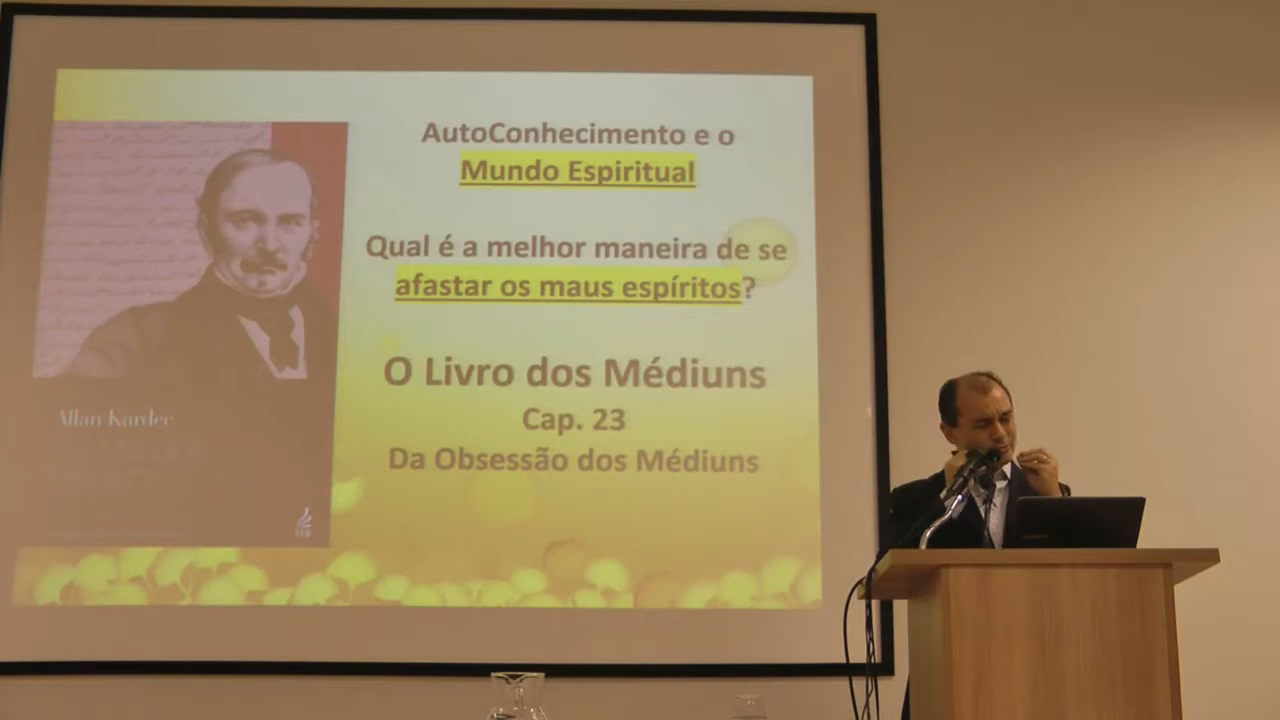 AutoConhecimento e o
Mundo Espiritual
Qual é a melhor maneira de se
afastar os maus espíritos?
O Livro dos Médiuns
Cap. 23
Da Obsessão dos Médiuns
Allan Kardec